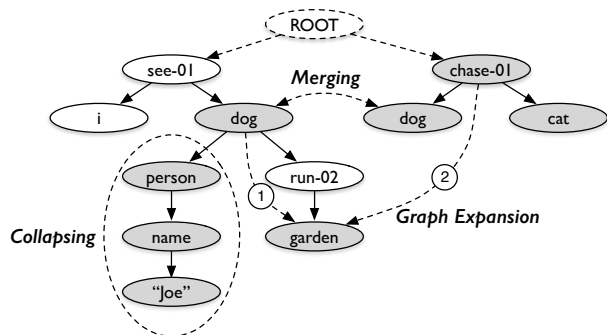 ROOT
see-01
Merging
chase-01
i
dog
dog
cat
person
run-02
1
2
Collapsing
name
garden
Graph Expansion
“Joe”